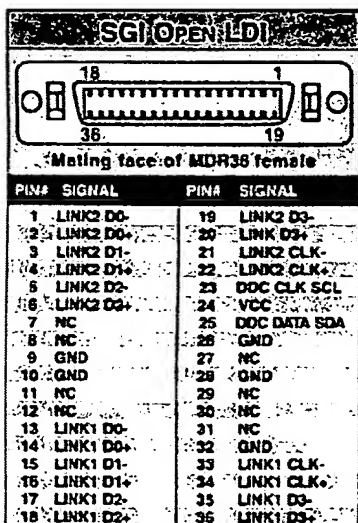 SGI OPEN LDI
18 1
36 19
Mating face of MDR36 female
PIN# SIGNAL PIN# SIGNAL
1 LINK2 D0- 19 LINK2 D3-
2 LINK2 D0+ 20 LINK D3+
3 LINK2 D1- 21 LINK2 CLK-
4 LINK2 D1+ 22 LINK2 CLK+
5 LINK2 D2- 23 DDC CLK SCL
6 LINK2 D2+ 24 VCC
7 NC 25 DDC DATA SDA
8 NC 26 GND
9 GND 27 NC
10 GND 28 GND
11 NC 29 NC
12 NC 30 NC
13 LINK1 D0- 31 NC
14 LINK1 D0+ 32 GND
15 LINK1 D1- 33 LINK1 CLK-
16 LINK1 D1+ 34 LINK1 CLK+
17 LINK1 D2- 35 LINK1 D3-
18 LINK1 D2+ 36 LINK1 D3+